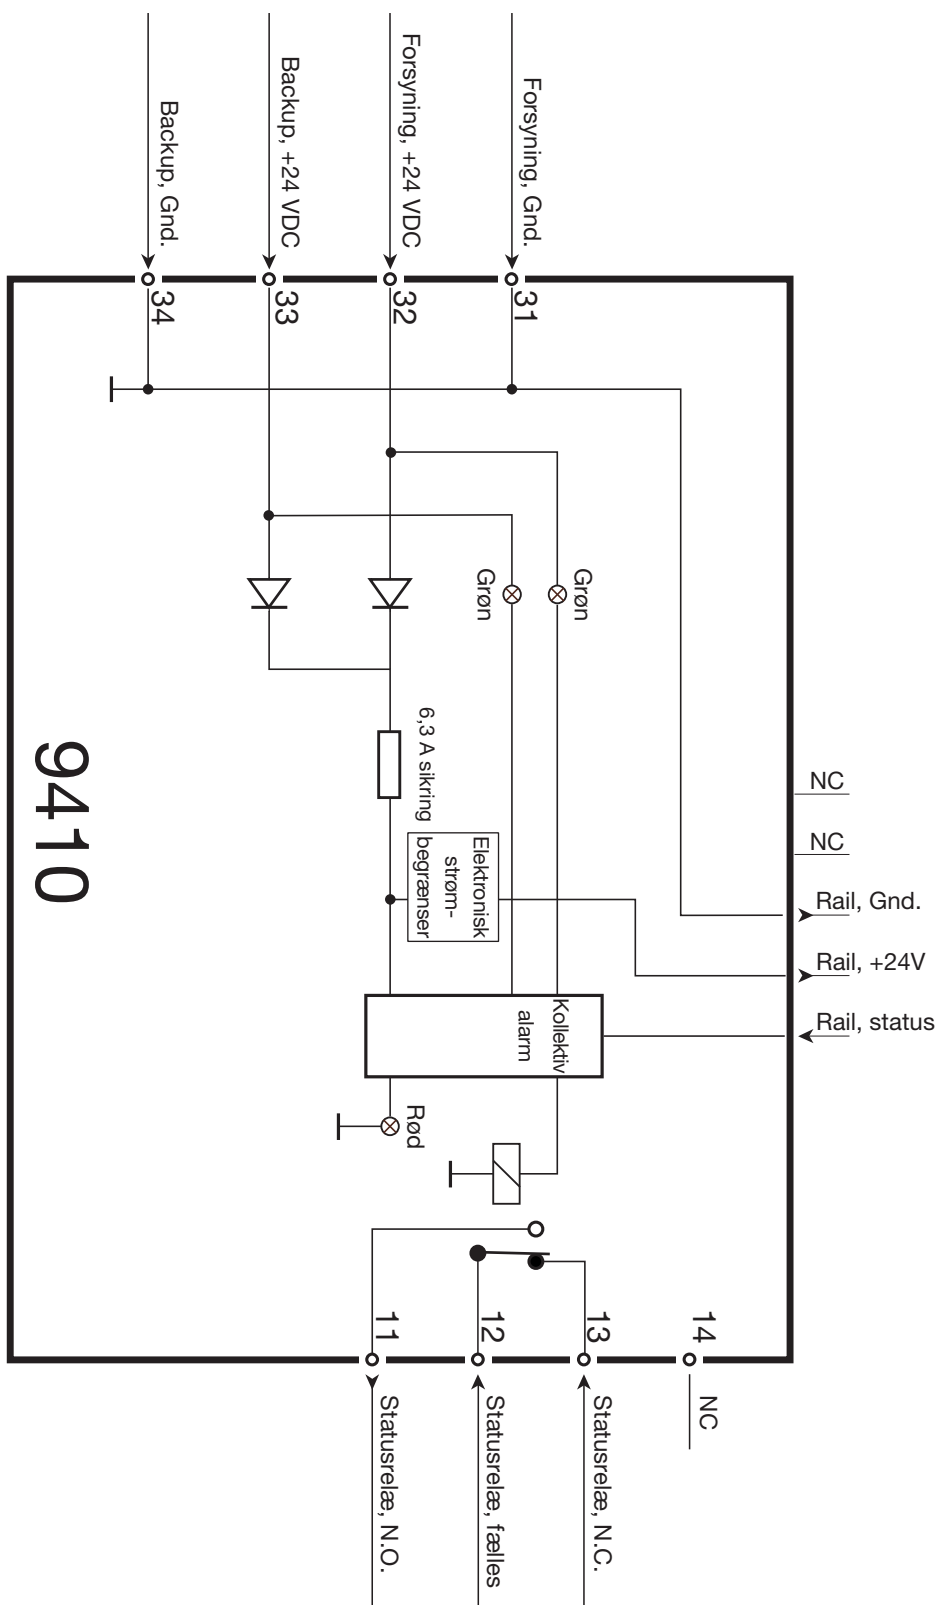 Forsyning, Gnd.
Forsyning, +24 VDC
Backup, +24 VDC
Backup, Gnd.
31
32
33
34
Grøn
Grøn
6,3 A sikring
Elektronisk
strøm-
begrænser
Kollektiv
alarm
Rød
9410
NC
NC
Rail, Gnd.
Rail, +24V
Rail, status
14
13
12
11
NC
Statusrelæ, N.C.
Statusrelæ, fælles
Statusrelæ, N.O.